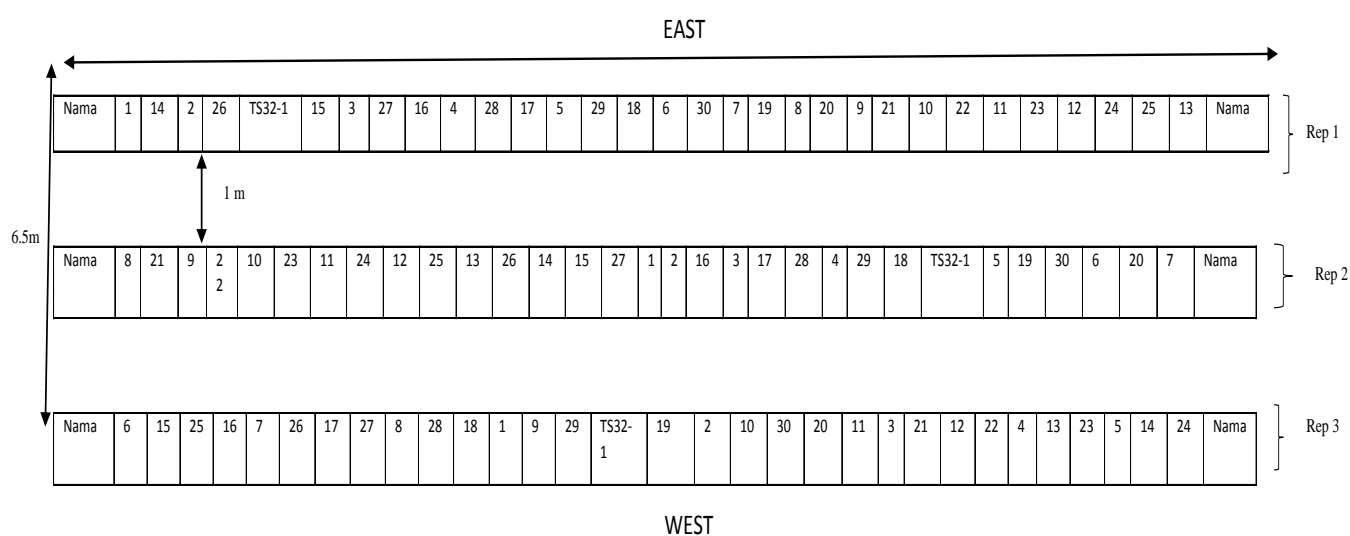 EAST
Nama 1 14 2 26 TS32-1 15 3 27 16 4 28 17 5 29 18 6 30 7 19 8 20 9 21 10 22 11 23 12 24 25 13 Nama
Rep 1
1 m
6.5m
Nama 8 21 9 2 10 23 11 24 12 25 13 26 14 15 27 1 2 16 3 17 28 4 29 18 TS32-1 5 19 30 6 20 7 Nama
2
Rep 2
Nama 6 15 25 16 7 26 17 27 8 28 18 1 9 29 TS32- 19 2 10 30 20 11 3 21 12 22 4 13 23 5 14 24 Nama
1
Rep 3
WEST